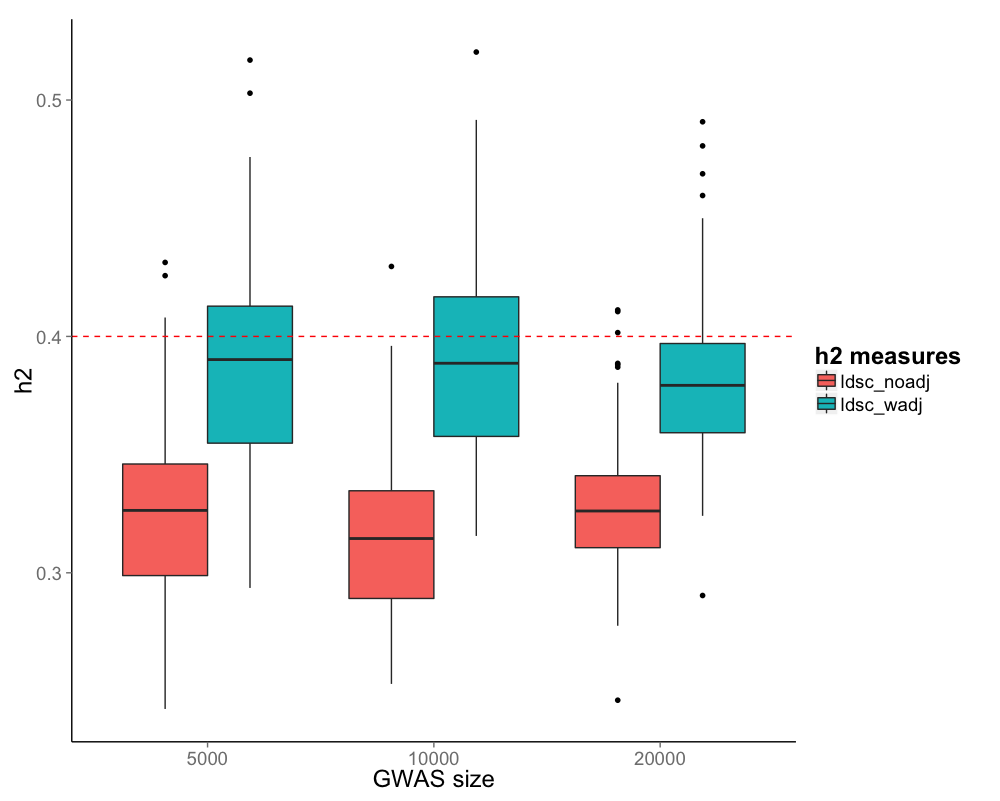 0.5
0.4
0.3
h2
5000
10000
20000
GWAS size
h2 measures
ldsc_noadj
ldsc_wadj